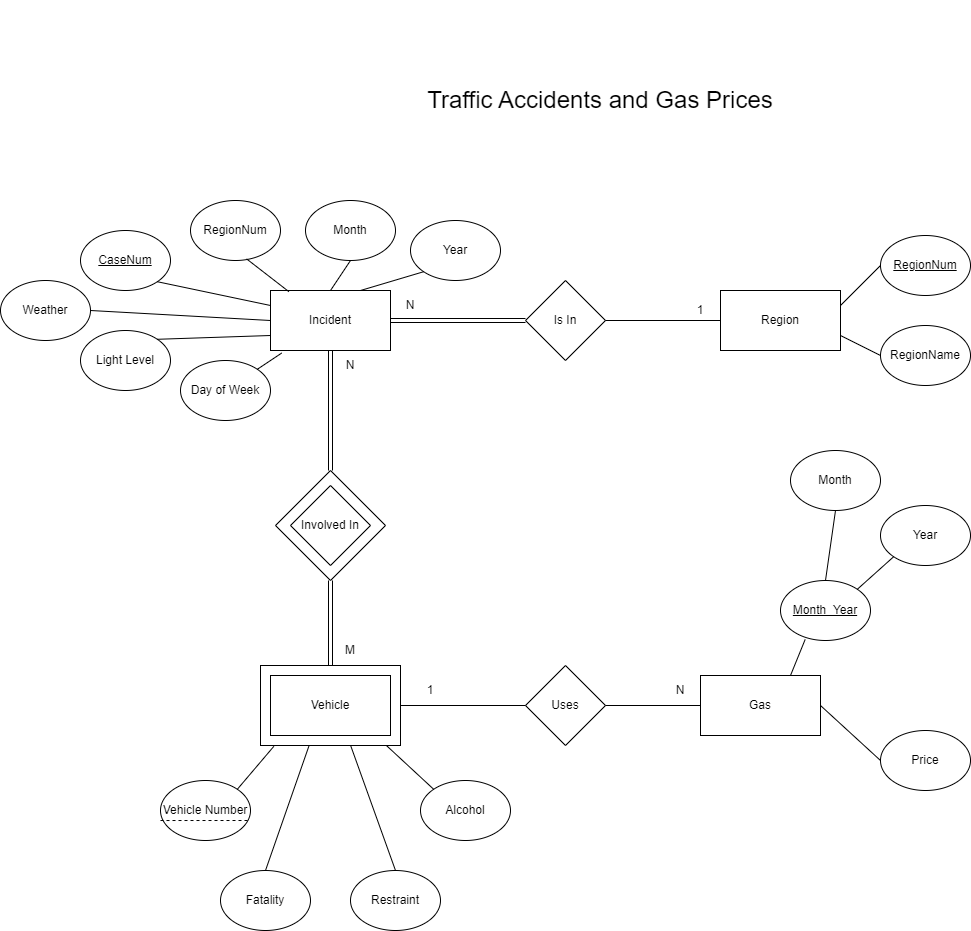 Traffic Accidents and Gas Prices
RegionNum
Month
Year
CaseNum
RegionNum
Weather
N
1
Incident
Is In
Region
Light Level
RegionName
N
Day of Week
Month
Involved In
Year
Month_Year
M
1
N
Vehicle
Uses
Gas
Price
Vehicle Number
Alcohol
Fatality
Restraint